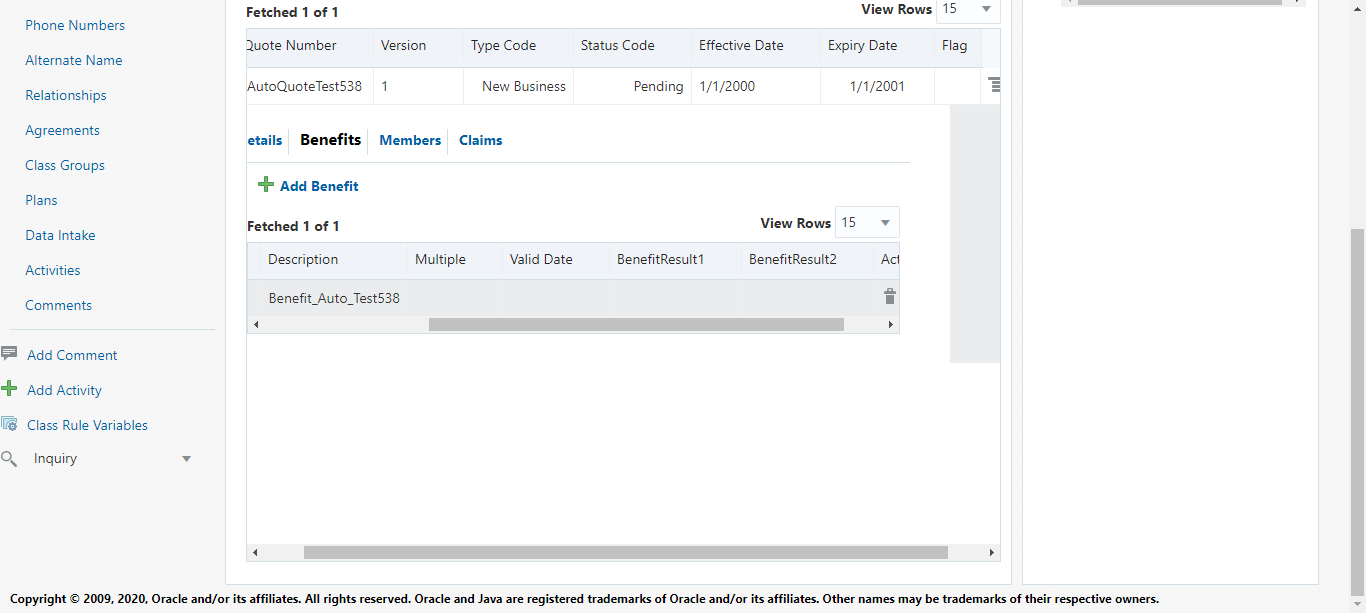 Phone Numbers
Alternate Name
Relationships
Agreements
Class Groups
Plans
Data Intake
Activities
Comments
Add Comment
Add Activity
Class Rule Variables
Inquiry
Fetched 1 of 1
View Rows 15
Quote Number Version Type Code Status Code Effective Date Expiry Date Flag
AutoQuoteTest538 1 New Business Pending 1/1/2000 1/1/2001
etails Benefits Members Claims
Add Benefit
Fetched 1 of 1
View Rows 15
Description Multiple Valid Date BenefitResult1 BenefitResult2 Act
Benefit_Auto_Test538
Copyright © 2009, 2020, Oracle and/or its affiliates. All rights reserved. Oracle and Java are registered trademarks of Oracle and/or its affiliates. Other names may be trademarks of their respective owners.